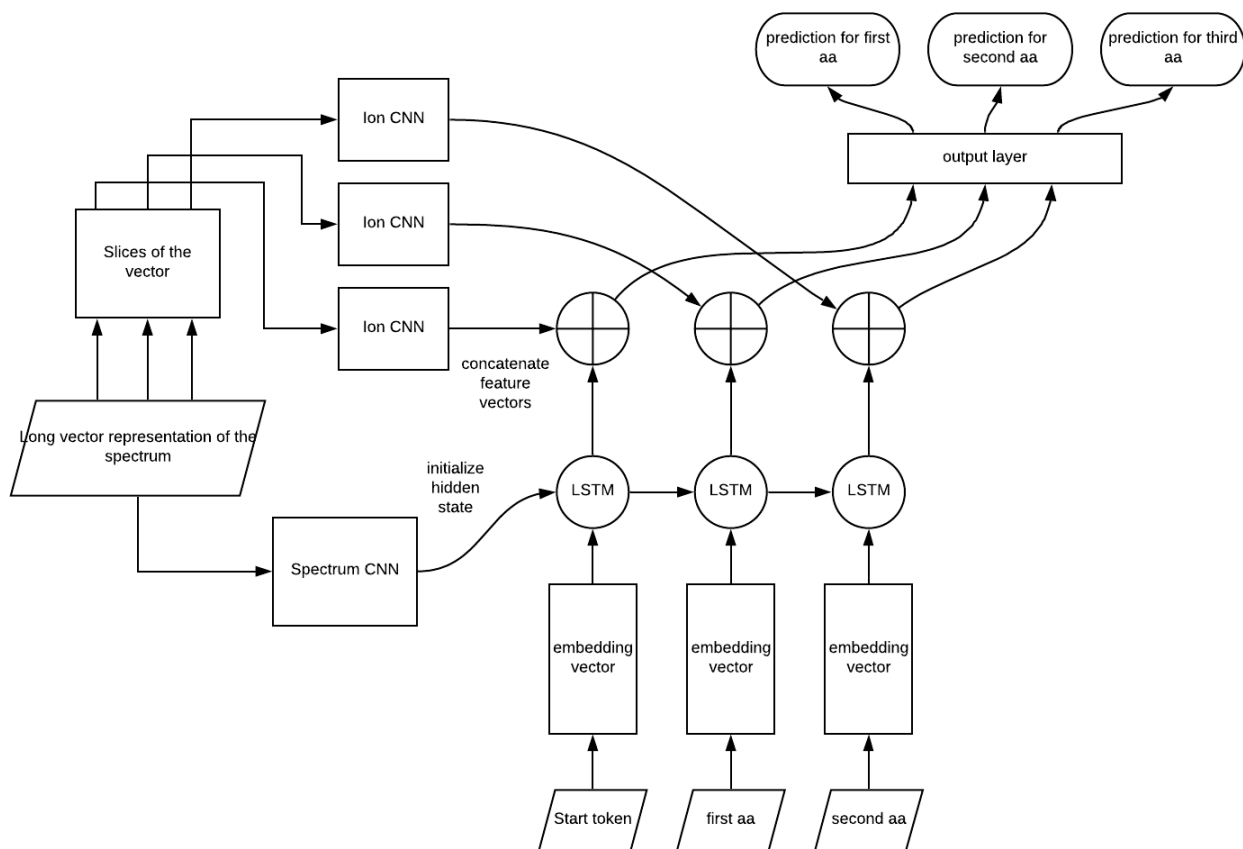 prediction for first
aa
prediction for
second aa
prediction for third
aa
Ion CNN
output layer
Ion CNN
Slices of the
vector
Ion CNN
concatenate
feature
vectors
Long vector representation of the
spectrum
initialize
hidden
state
LSTM
LSTM
LSTM
Spectrum CNN
embedding
vector
embedding
vector
embedding
vector
Start token
first aa
second aa